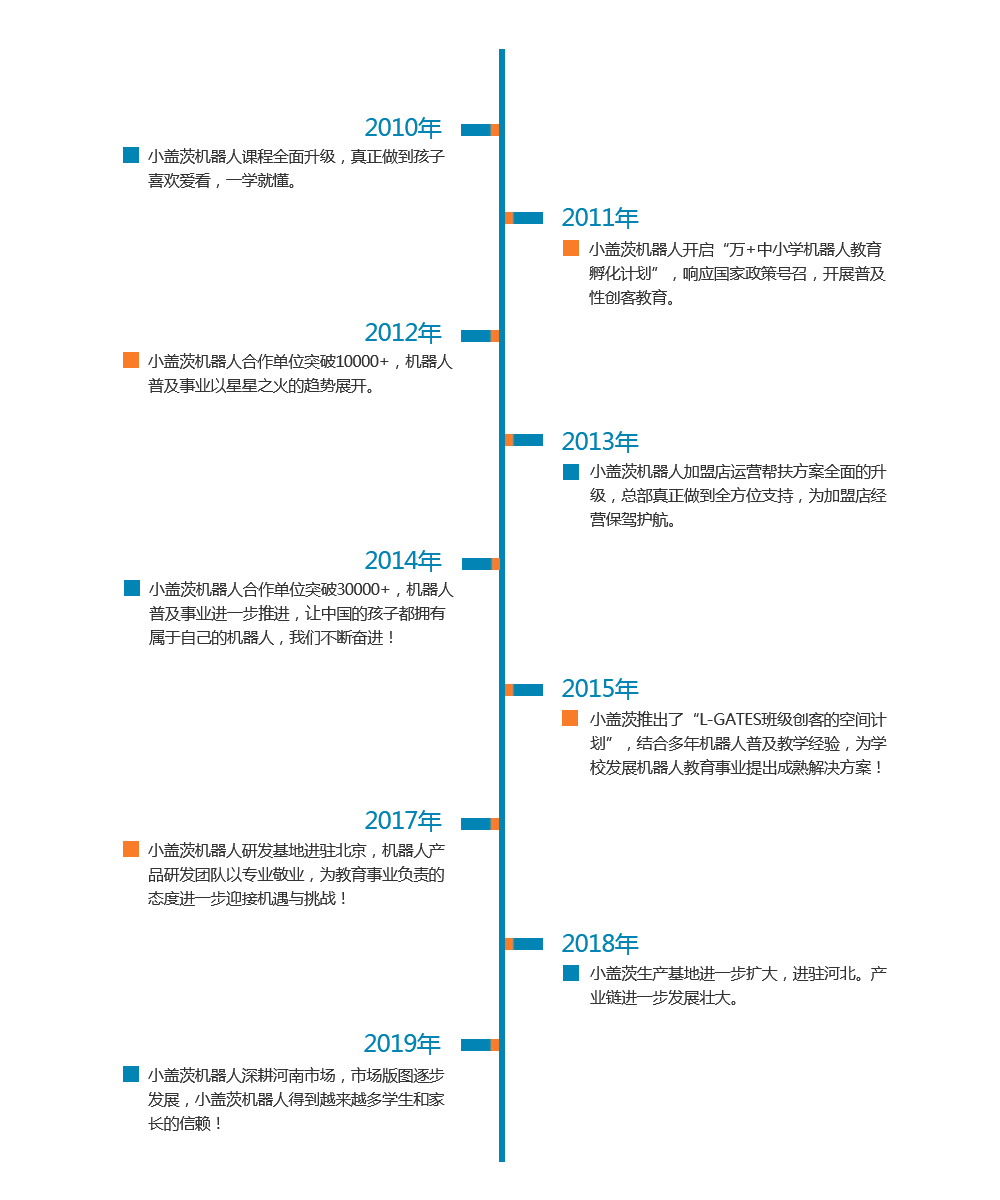 2010年
小盖茨机器人课程全面升级，真正做到孩子
喜欢爱看，一学就懂。
2011年
小盖茨机器人开启“万+中小学机器人教育
孵化计划”，响应国家政策号召，开展普及
性创客教育。
2012年
小盖茨机器人合作单位突破10000+，机器人
普及事业以星星之火的趋势展开。
2013年
小盖茨机器人加盟店运营帮扶方案全面的升
级，总部真正做到全方位支持，为加盟店经
营保驾护航。
2014年
小盖茨机器人合作单位突破30000+，机器人
普及事业进一步推进，让中国的孩子都拥有
属于自己的机器人，我们不断奋进！
2015年
小盖茨推出了“L-GATES班级创客的空间计
划”，结合多年机器人普及教学经验，为学
校发展机器人教育事业提出成熟解决方案！
2017年
小盖茨机器人研发基地进驻北京，机器人产
品研发团队以专业敬业，为教育事业负责的
态度进一步迎接机遇与挑战！
2018年
小盖茨生产基地进一步扩大，进驻河北。产
业链进一步发展壮大。
2019年
小盖茨机器人深耕河南市场，市场版图逐步
发展，小盖茨机器人得到越来越多学生和家
长的信赖！